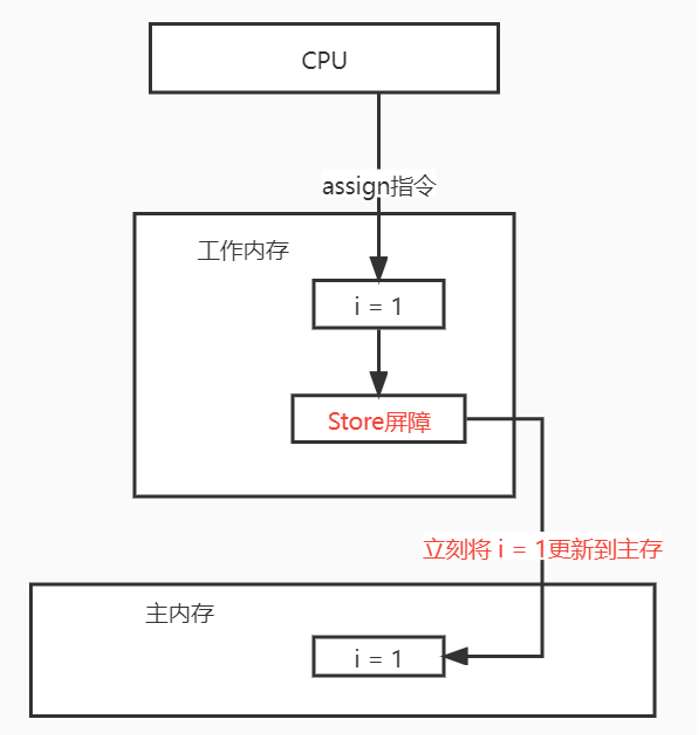 CPU
assign指令
工作内存
i = 1
Store屏障
立刻将 i = 1更新到主存
主内存
i = 1